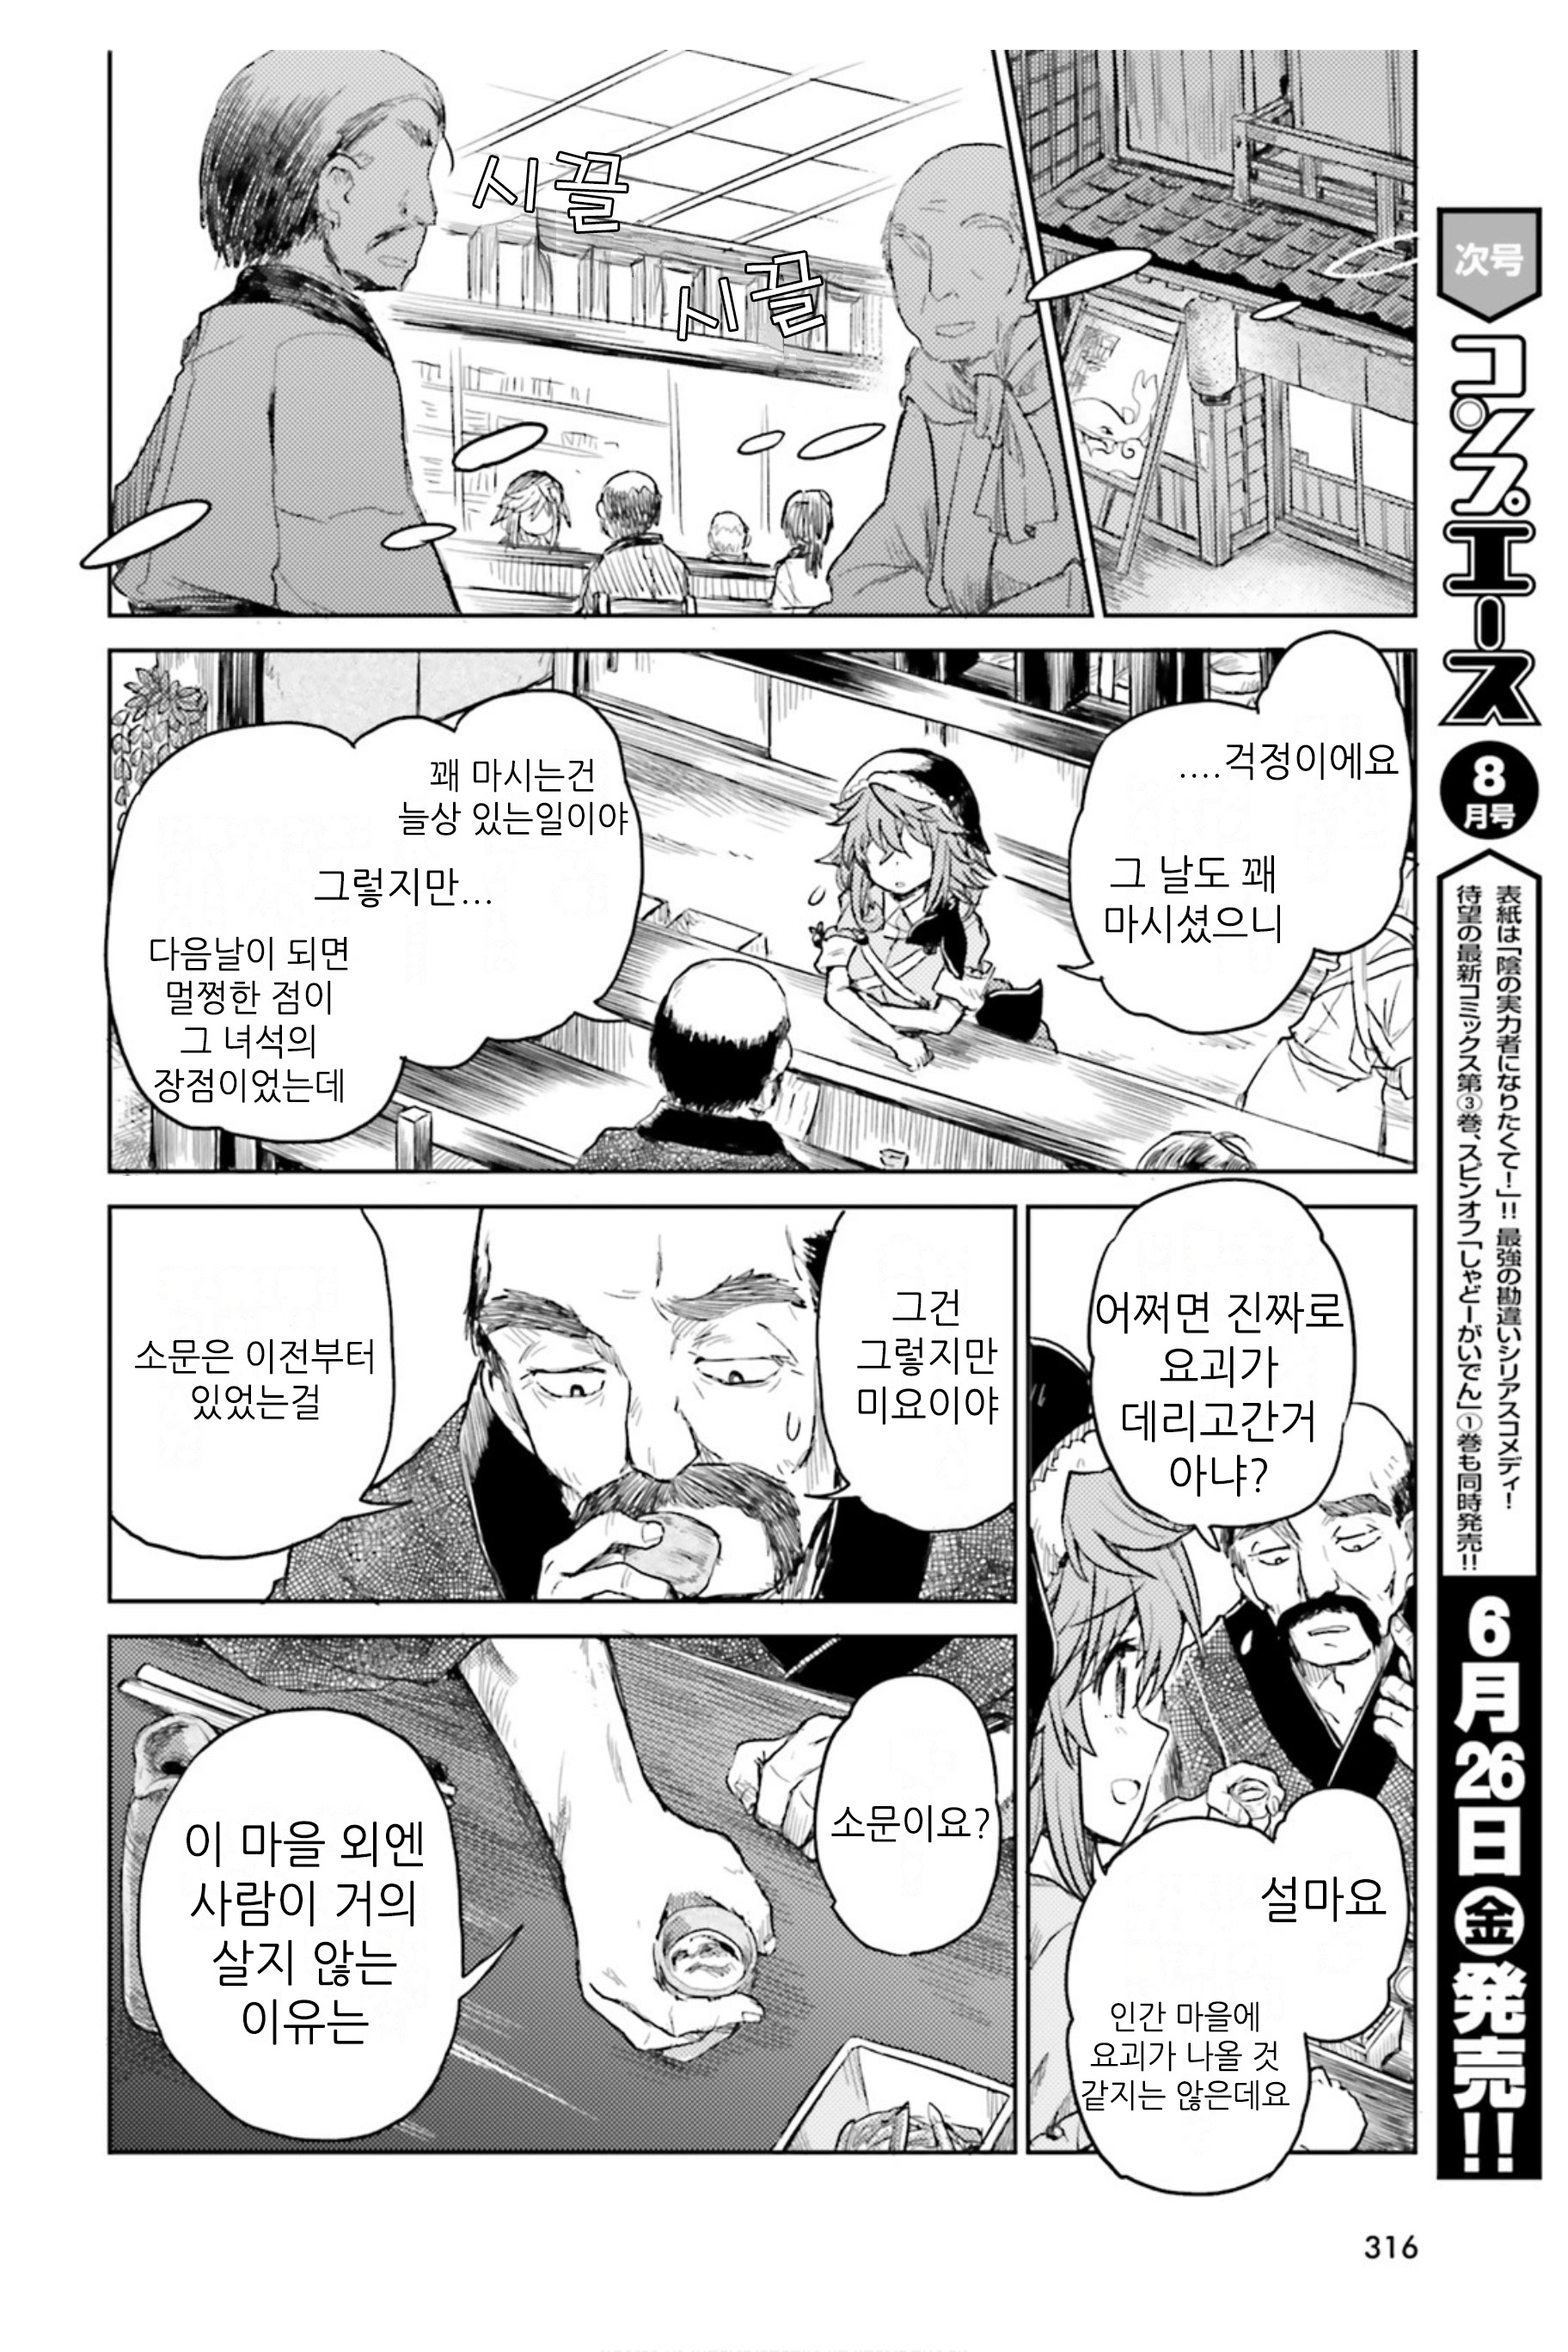 시끌
시끌
....걱정이에요
그 날도 꽤
마시셨으니
꽤 마시는건
늘상 있는일이야
그렇지만...
다음날이 되면
멀쩡한 점이
그 녀석의
장점이었는데
어쩌면 진짜로
요괴가
데리고간거
아냐?
설마요
인간 마을에
요괴가 나올 것
같지는 않은데요
그건
그렇지만
미요이야
소문은 이전부터
있었는걸
소문이요?
이 마을 외엔
사람이 거의
살지 않는
이유는
次号
コンプエース
8
月号
表紙は「陰の実力者になりたくて!」!! 最強の勘違いシリアスコメディ!
待望の最新コミックス第③巻、スピンオフ「しゃどーがいでん」①巻も同時発売!!
6月26日㊎発売!!
316